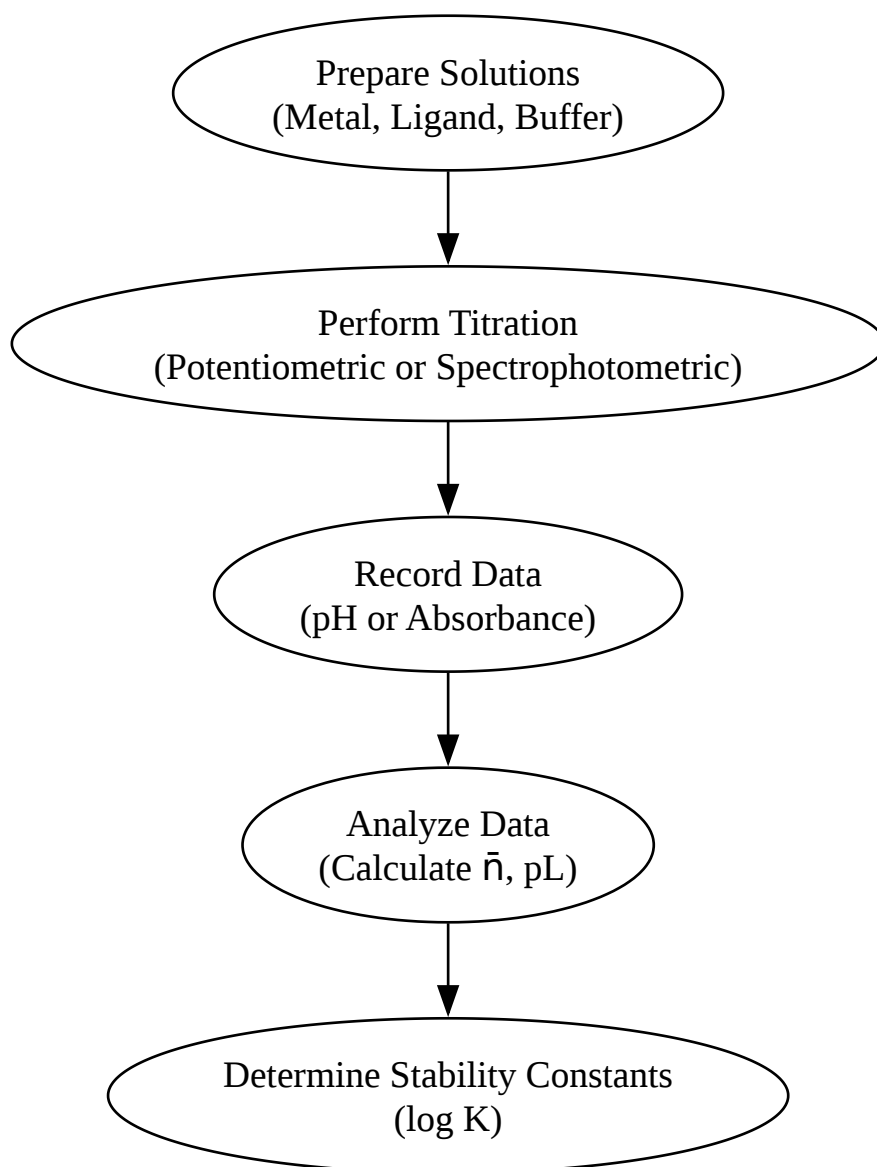 Prepare Solutions
(Metal, Ligand, Buffer)
Perform Titration
(Potentiometric or Spectrophotometric)
Record Data
(pH or Absorbance)
Analyze Data
(Calculate n̄, pL)
Determine Stability Constants
(log K)